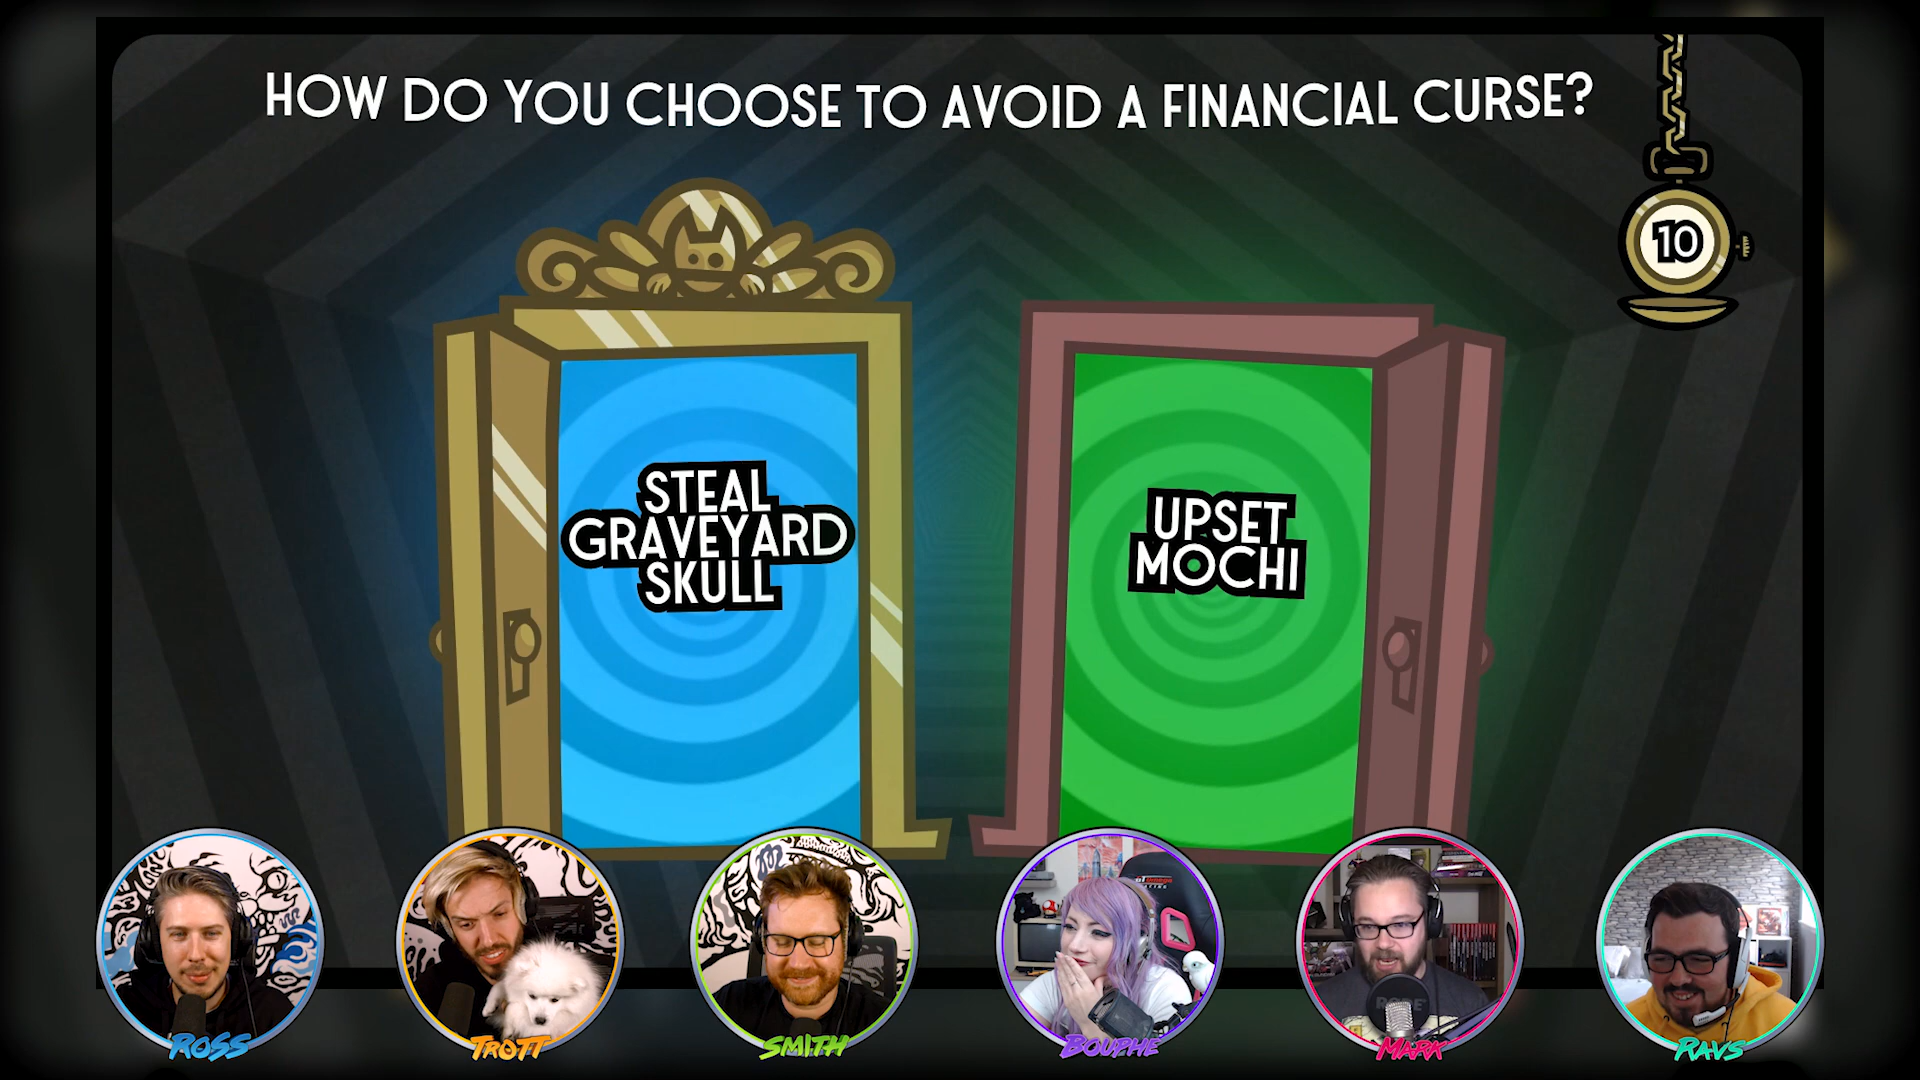 HOW DO YOU CHOOSE TO AVOID A FINANCIAL CURSE?
10
STEAL
GRAVEYARD
SKULL
UPSET
MOCHI
ROSS
TROTT
SMITH
BOUPHE
MARK
RAVS